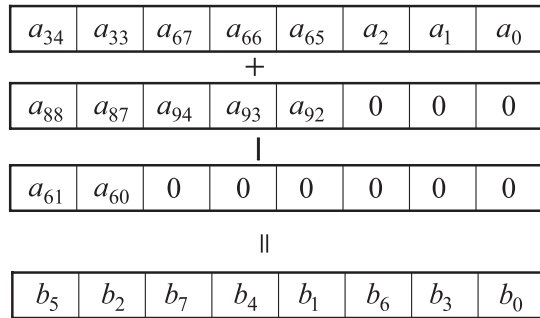 a₃₄ a₃₃ a₆₇ a₆₆ a₆₅ a₂ a₁ a₀
+
a₈₈ a₈₇ a₉₄ a₉₃ a₉₂ 0 0 0
|
a₆₁ a₆₀ 0 0 0 0 0 0
॥
b₅ b₂ b₇ b₄ b₁ b₆ b₃ b₀